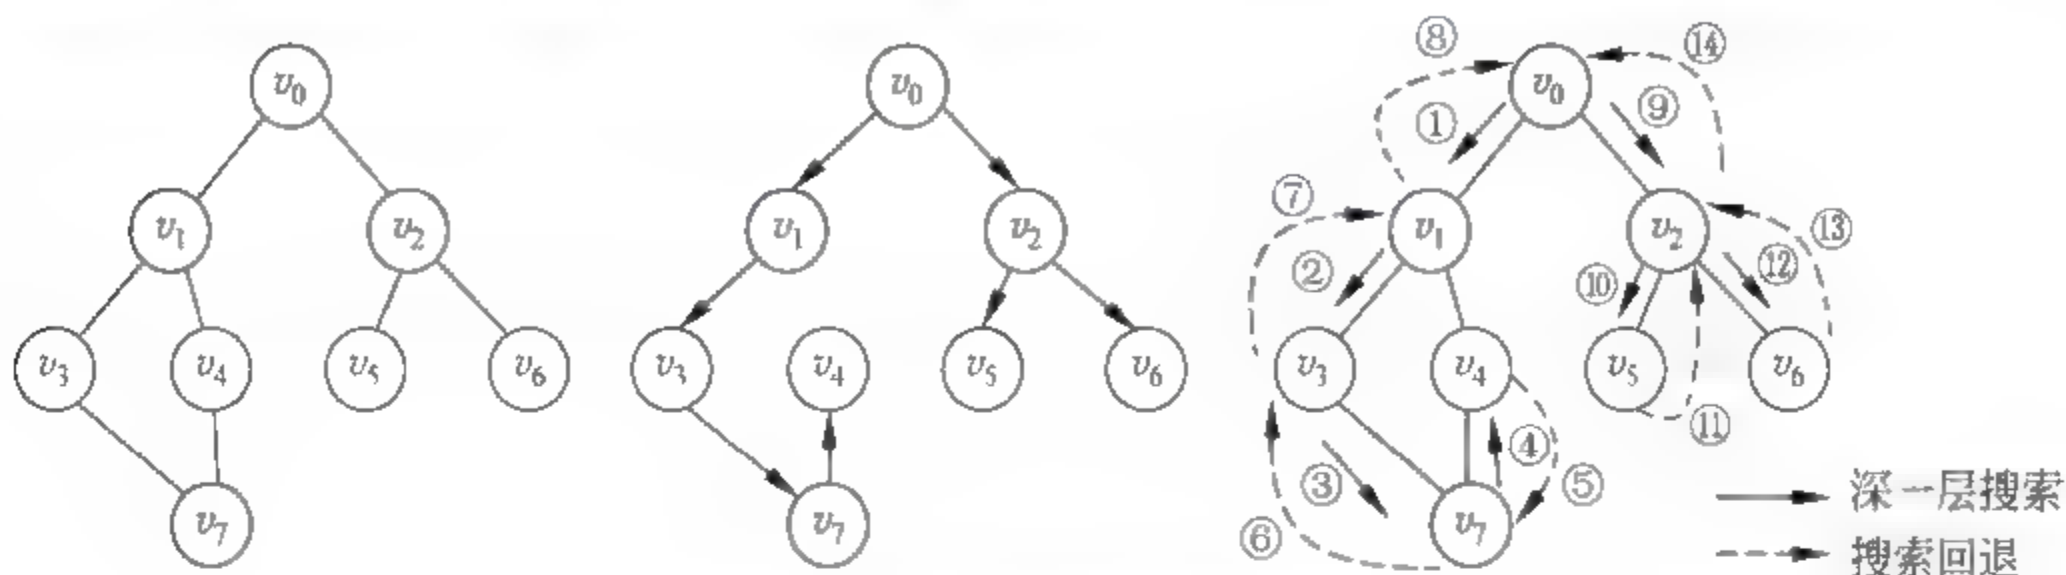 v0
v1 v2
v3 v4 v5 v6
v7
v0
v1 v2
v3 v4 v5 v6
v7
⑧ ⑭
v0
① ⑨
⑦ v1 v2 ⑬
② ⑩ ⑫
v3 v4 v5 v6
④ ⑪
③ ⑤
v7
⑥
深一层搜索
搜索回退